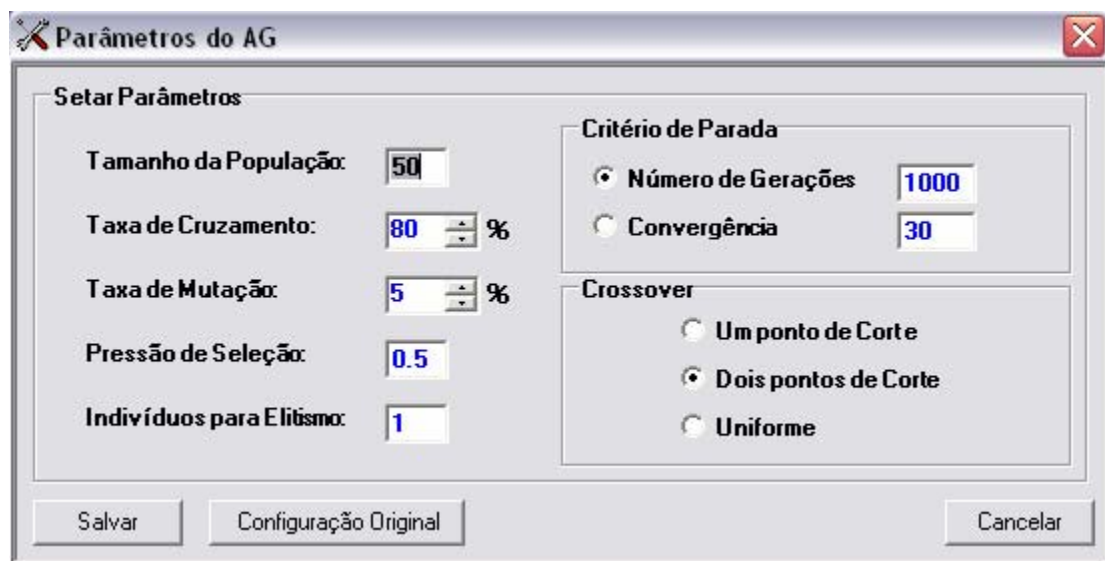 Parâmetros do AG
Setar Parâmetros
Tamanho da População: 50
Taxa de Cruzamento: 80 %
Taxa de Mutação: 5 %
Pressão de Seleção: 0.5
Indivíduos para Elitismo: 1
Critério de Parada
Número de Gerações 1000
Convergência 30
Crossover
Um ponto de Corte
Dois pontos de Corte
Uniforme
Salvar
Configuração Original
Cancelar